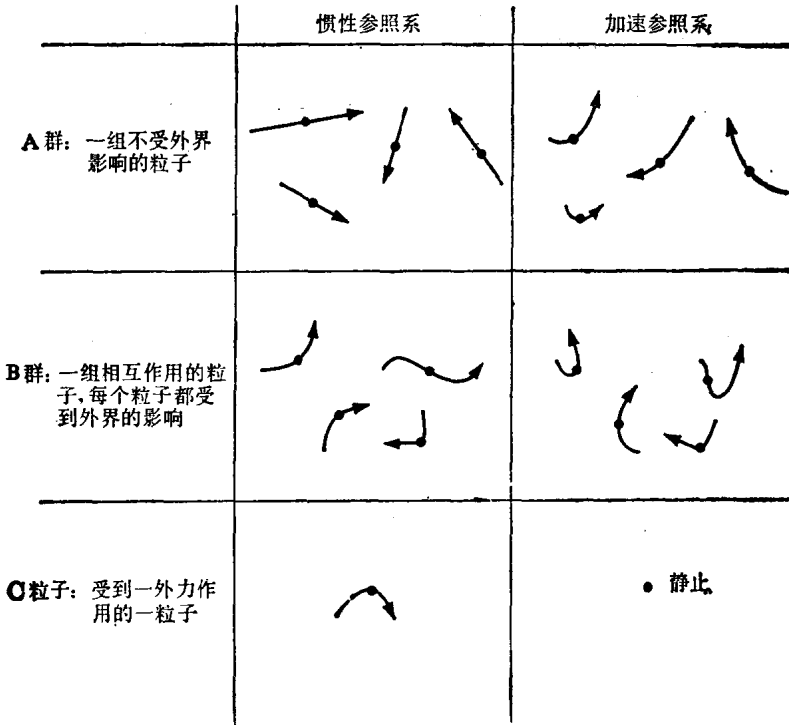 惯性参照系
加速参照系
A群：一组不受外界
影响的粒子
B群：一组相互作用的粒
子，每个粒子都受
到外界的影响
C粒子：受到一外力作
用的一粒子
静止